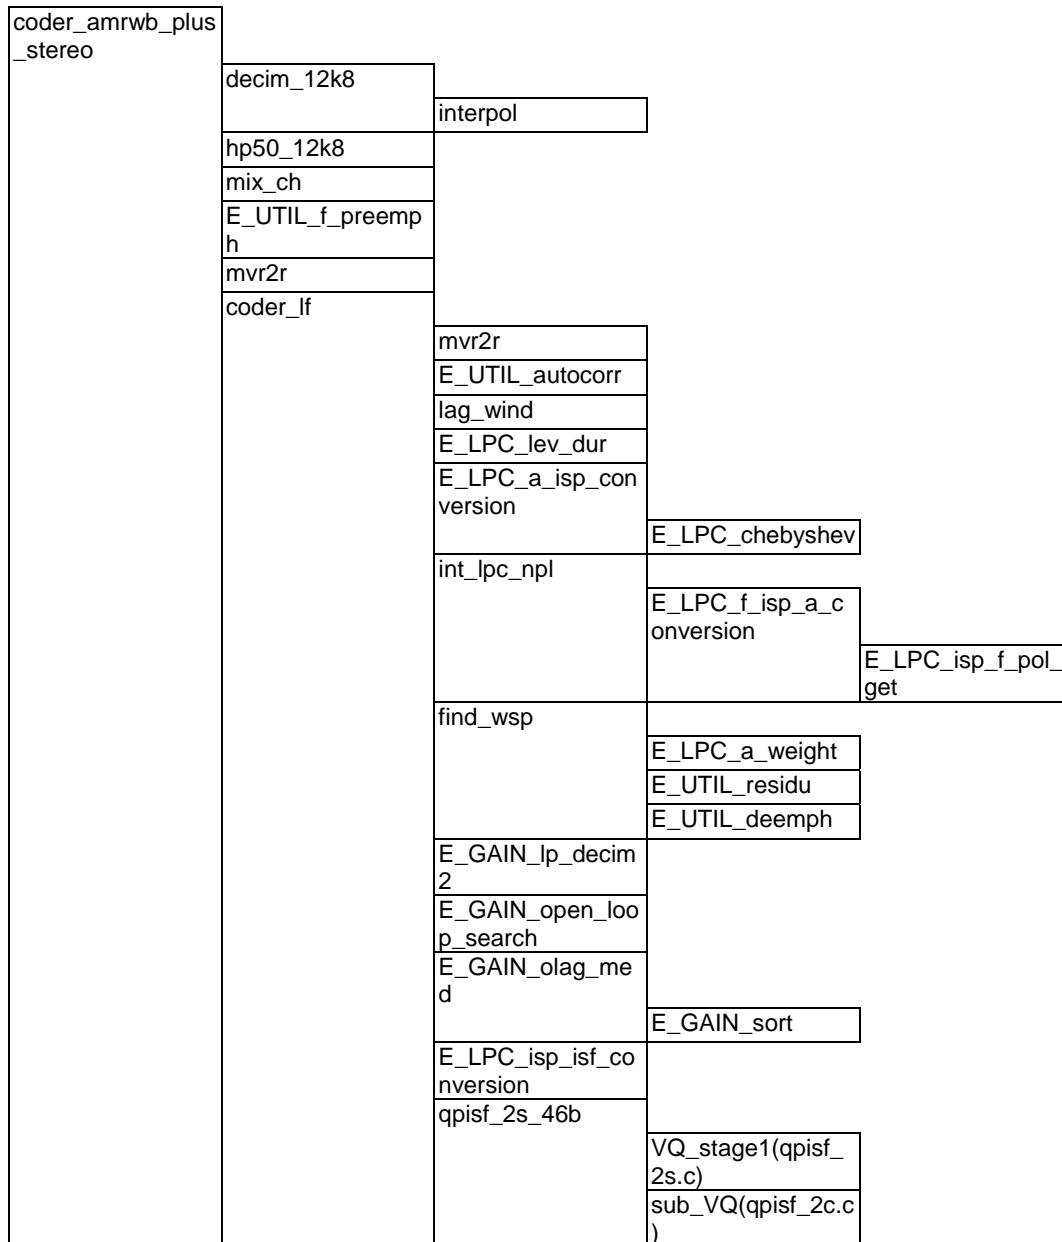 coder_amrwb_plus
_stereo
decim_12k8
interpol
hp50_12k8
mix_ch
E_UTIL_f_preemp
h
mvr2r
coder_lf
mvr2r
E_UTIL_autocorr
lag_wind
E_LPC_lev_dur
E_LPC_a_isp_con
version
E_LPC_chebyshev
int_lpc_npl
E_LPC_f_isp_a_c
onversion
E_LPC_isp_f_pol_
get
find_wsp
E_LPC_a_weight
E_UTIL_residu
E_UTIL_deemph
E_GAIN_lp_decim
2
E_GAIN_open_loo
p_search
E_GAIN_olag_me
d
E_GAIN_sort
E_LPC_isp_isf_co
nversion
qpisf_2s_46b
VQ_stage1(qpisf_
2s.c)
sub_VQ(qpisf_2c.c
)